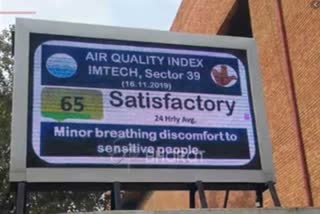 AIR QUALITY INDEX
IMTECH, Sector 39
(16.11.2019)
65 Satisfactory
24 Hrly Avg.
Minor breathing discomfort to
sensitive people.
BHARAT